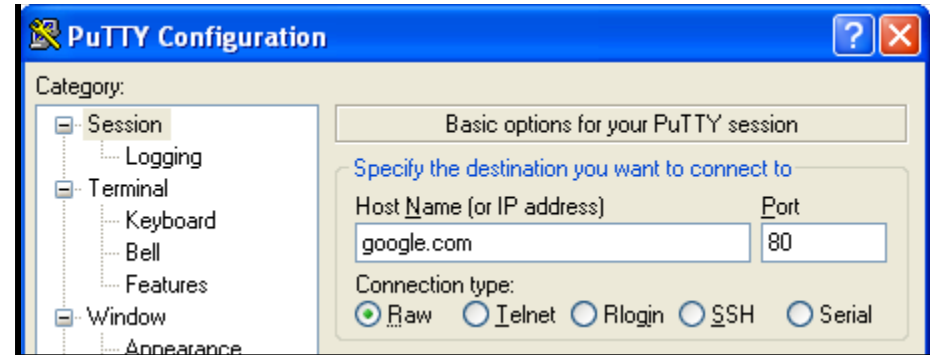 PuTTY Configuration
Category:
Session
Logging
Terminal
Keyboard
Bell
Features
Window
Appearance
Basic options for your PuTTY session
Specify the destination you want to connect to
Host Name (or IP address) Port
google.com 80
Connection type:
Raw Telnet Rlogin SSH Serial